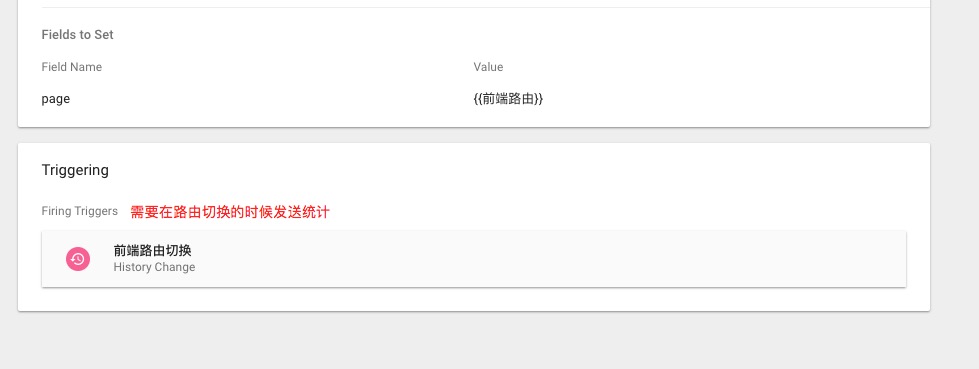 Fields to Set
Field Name Value
page {{前端路由}}
Triggering
Firing Triggers 需要在路由切换的时候发送统计
前端路由切换
History Change